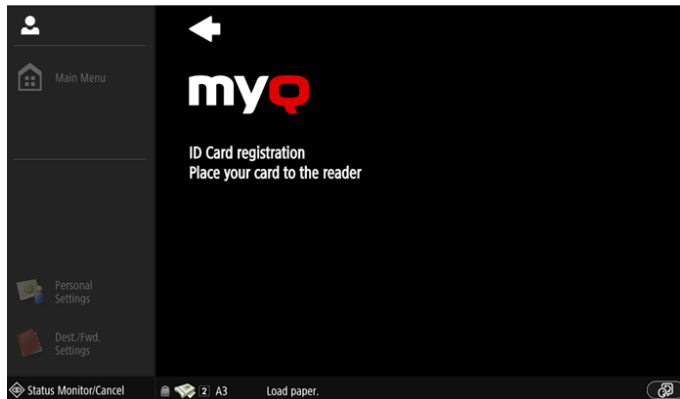 Main Menu
myQ
ID Card registration
Place your card to the reader
Personal
Settings
Dest./Fwd.
Settings
Status Monitor/Cancel
2 A3 Load paper.